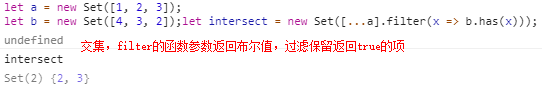 let a = new Set([1, 2, 3]);
let b = new Set([4, 3, 2]);let intersect = new Set([...a].filter(x => b.has(x)));
undefined
交集，filter的函数参数返回布尔值，过滤保留返回true的项
intersect
Set(2) {2, 3}